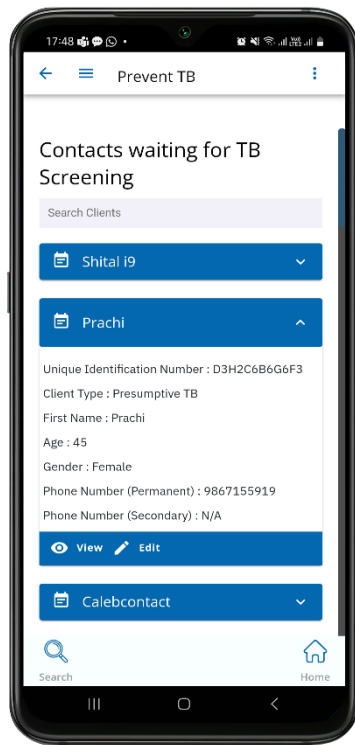 17:48
Prevent TB
Contacts waiting for TB
Screening
Search Clients
Shital i9
Prachi
Unique Identification Number : D3H2C6B6G6F3
Client Type : Presumptive TB
First Name : Prachi
Age : 45
Gender : Female
Phone Number (Permanent) : 9867155919
Phone Number (Secondary) : N/A
View Edit
Calebcontact
Search Home